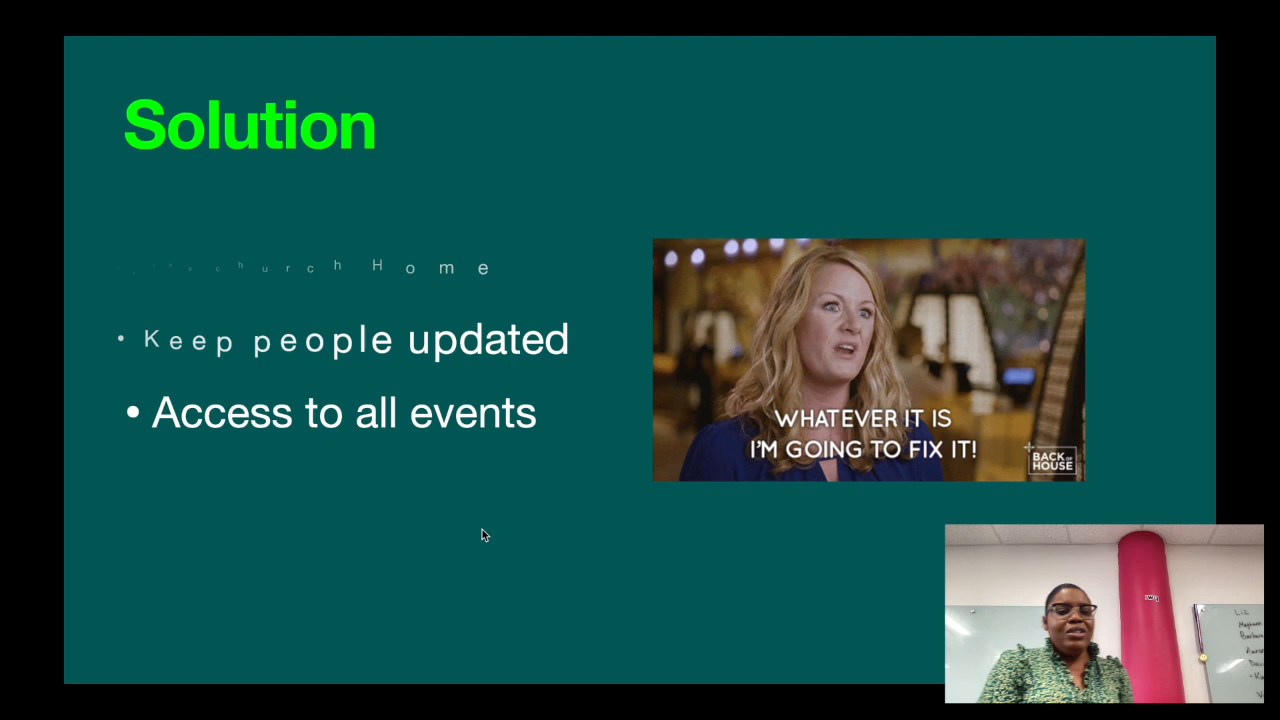 Solution
church Home
• Keep people updated
• Access to all events
WHATEVER IT IS
I'M GOING TO FIX IT!
BACK OF
HOUSE
Liz